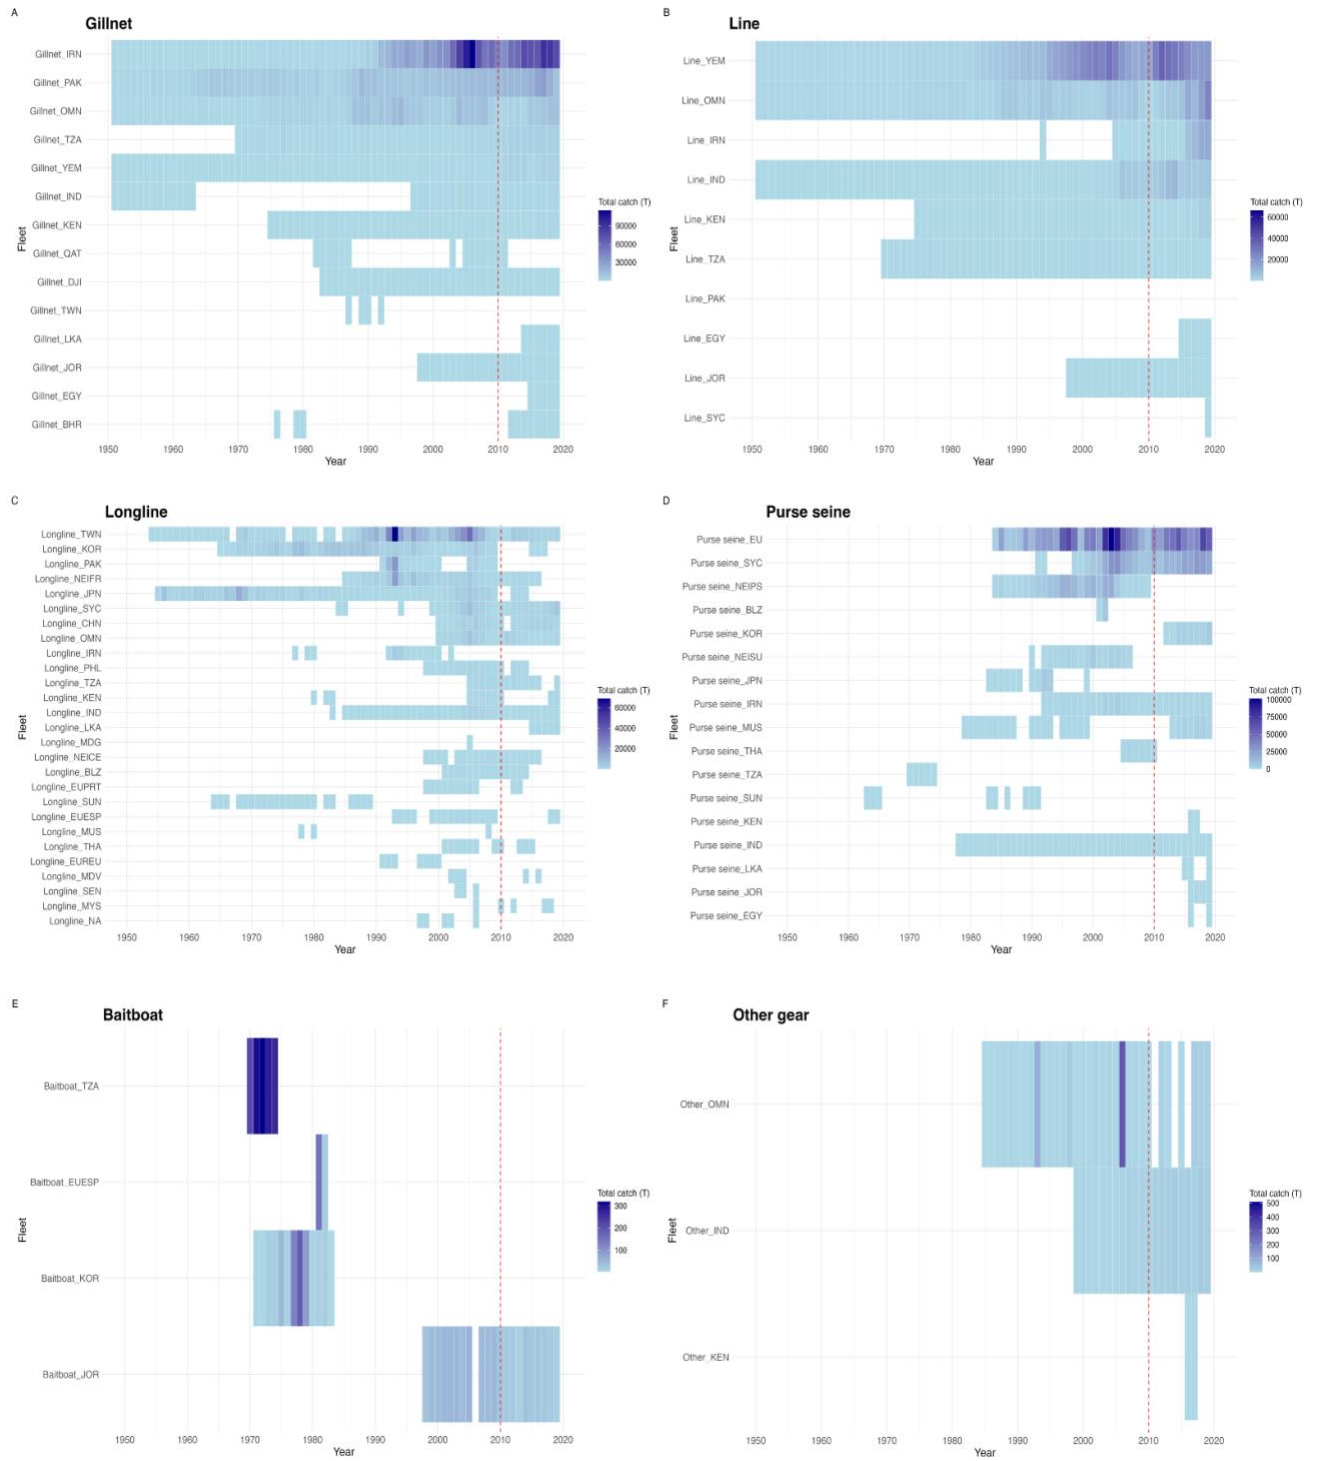 A
Gillnet
Gillnet_IRN
Gillnet_PAK
Gillnet_OMN
Gillnet_TZA
Gillnet_YEM
Gillnet_IND
Gillnet_KEN
Gillnet_QAT
Gillnet_DJI
Gillnet_TWN
Gillnet_LKA
Gillnet_JOR
Gillnet_EGY
Gillnet_BHR
Fleet
1950 1960 1970 1980 1990 2000 2010 2020
Year
Total catch (T)
90000
60000
30000
B
Line
Line_YEM
Line_OMN
Line_IRN
Line_IND
Line_KEN
Line_TZA
Line_PAK
Line_EGY
Line_JOR
Line_SYC
Fleet
1950 1960 1970 1980 1990 2000 2010 2020
Year
Total catch (T)
60000
40000
20000
C
Longline
Longline_TWN
Longline_KOR
Longline_PAK
Longline_NEIFR
Longline_JPN
Longline_SYC
Longline_CHN
Longline_OMN
Longline_IRN
Longline_PHL
Longline_TZA
Longline_KEN
Longline_IND
Longline_LKA
Longline_MDG
Longline_NEICE
Longline_BLZ
Longline_EUPRT
Longline_SUN
Longline_EUESP
Longline_MUS
Longline_THA
Longline_EUREU
Longline_MDV
Longline_SEN
Longline_MYS
Longline_NA
Fleet
1950 1960 1970 1980 1990 2000 2010 2020
Year
Total catch (T)
60000
40000
20000
D
Purse seine
Purse seine_EU
Purse seine_SYC
Purse seine_NEIPS
Purse seine_BLZ
Purse seine_KOR
Purse seine_NEISU
Purse seine_JPN
Purse seine_IRN
Purse seine_MUS
Purse seine_THA
Purse seine_TZA
Purse seine_SUN
Purse seine_KEN
Purse seine_IND
Purse seine_LKA
Purse seine_JOR
Purse seine_EGY
Fleet
1950 1960 1970 1980 1990 2000 2010 2020
Year
Total catch (T)
100000
75000
50000
25000
0
E
Baitboat
Baitboat_TZA
Baitboat_EUESP
Baitboat_KOR
Baitboat_JOR
Fleet
1950 1960 1970 1980 1990 2000 2010 2020
Year
Total catch (T)
300
200
100
F
Other gear
Other_OMN
Other_IND
Other_KEN
Fleet
1950 1960 1970 1980 1990 2000 2010 2020
Year
Total catch (T)
500
400
300
200
100